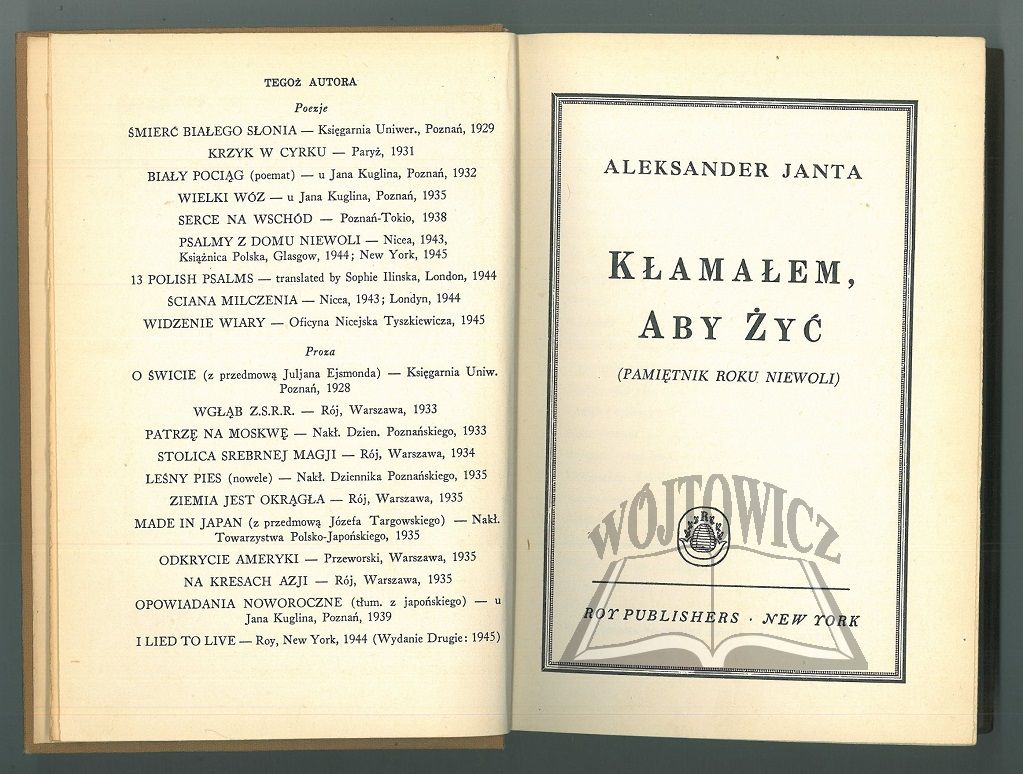 TEGOŻ AUTORA
Poezje
ŚMIERĆ BIAŁEGO SŁONIA — Księgarnia Uniwer., Poznań, 1929
KRZYK W CYRKU — Paryż, 1931
BIAŁY POCIĄG (poemat) — u Jana Kuglina, Poznań, 1932
WIELKI WÓZ — u Jana Kuglina, Poznań, 1935
SERCE NA WSCHÓD — Poznań-Tokio, 1938
PSALMY Z DOMU NIEWOLI — Nicea, 1943,
Książnica Polska, Glasgow, 1944; New York, 1945
13 POLISH PSALMS — translated by Sophie Ilinska, London, 1944
ŚCIANA MILCZENIA — Nicea, 1943; Londyn, 1944
WIDZENIE WIARY — Oficyna Nicejska Tyszkiewicza, 1945
Proza
O ŚWICIE (z przedmową Juljana Ejsmonda) — Księgarnia Uniw.
Poznań, 1928
WGŁĄB Z.S.R.R. — Rój, Warszawa, 1933
PATRZĘ NA MOSKWĘ — Nakł. Dzien. Poznańskiego, 1933
STOLICA SREBRNEJ MAGJI — Rój, Warszawa, 1934
LEŚNY PIES (nowele) — Nakł. Dziennika Poznańskiego, 1935
ZIEMIA JEST OKRĄGŁA — Rój, Warszawa, 1935
MADE IN JAPAN (z przedmową Józefa Targowskiego) — Nakł.
Towarzystwa Polsko-Japońskiego, 1935
ODKRYCIE AMERYKI — Przeworski, Warszawa, 1935
NA KRESACH AZJI — Rój, Warszawa, 1935
OPOWIADANIA NOWOROCZNE (tłum. z japońskiego) — u
Jana Kuglina, Poznań, 1939
I LIED TO LIVE — Roy, New York, 1944 (Wydanie Drugie: 1945)
ALEKSANDER JANTA
KŁAMAŁEM,
ABY ŻYĆ
(PAMIĘTNIK ROKU NIEWOLI)
WÓJTOWICZ
R
ROY PUBLISHERS · NEW YORK